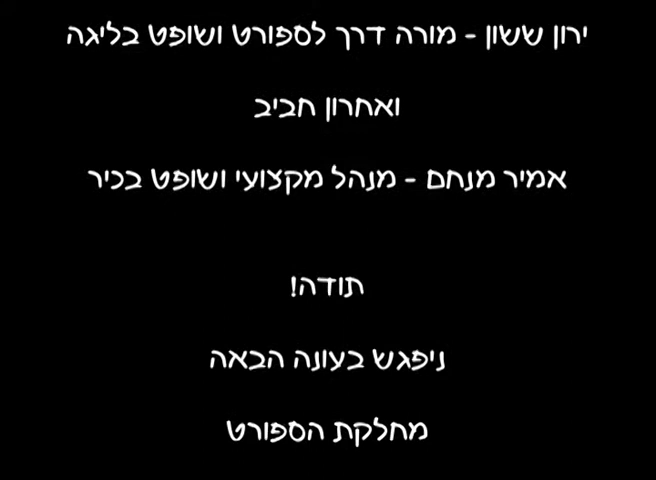 ירון ששון - מורה דרך לספורט ושופט בליגה
ואחרון חביב
אמיר מנחם - מנהל מקצועי ושופט בכיר
תודה!
ניפגש בעונה הבאה
מחלקת הספורט